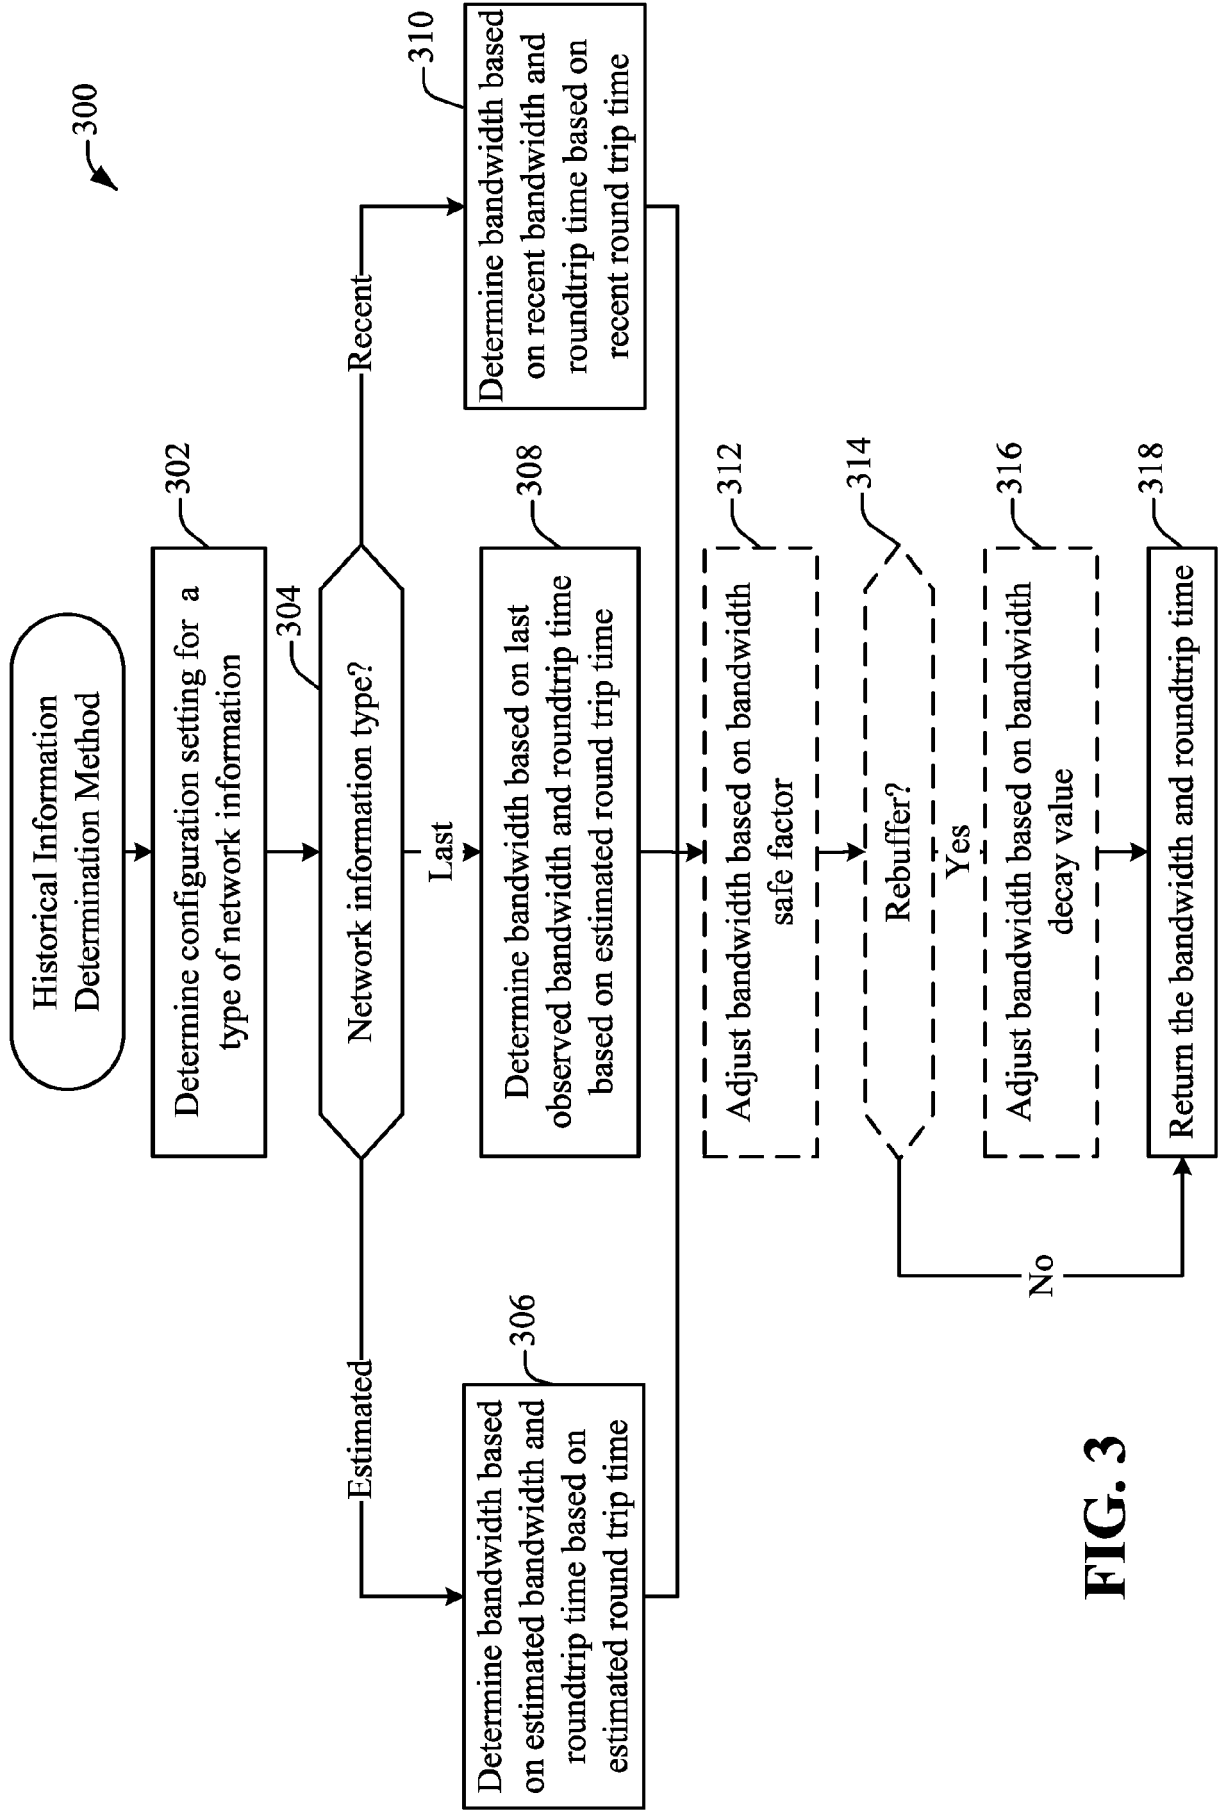 300
Historical Information
Determination Method
302
Determine configuration setting for a
type of network information
304
Network information type?
Estimated
Last
Recent
306
Determine bandwidth based
on estimated bandwidth and
roundtrip time based on
estimated round trip time
308
Determine bandwidth based on last
observed bandwidth and roundtrip time
based on estimated round trip time
310
Determine bandwidth based
on recent bandwidth and
roundtrip time based on
recent round trip time
312
Adjust bandwidth based on bandwidth
safe factor
314
Rebuffer?
Yes
No
316
Adjust bandwidth based on bandwidth
decay value
318
Return the bandwidth and roundtrip time
FIG. 3